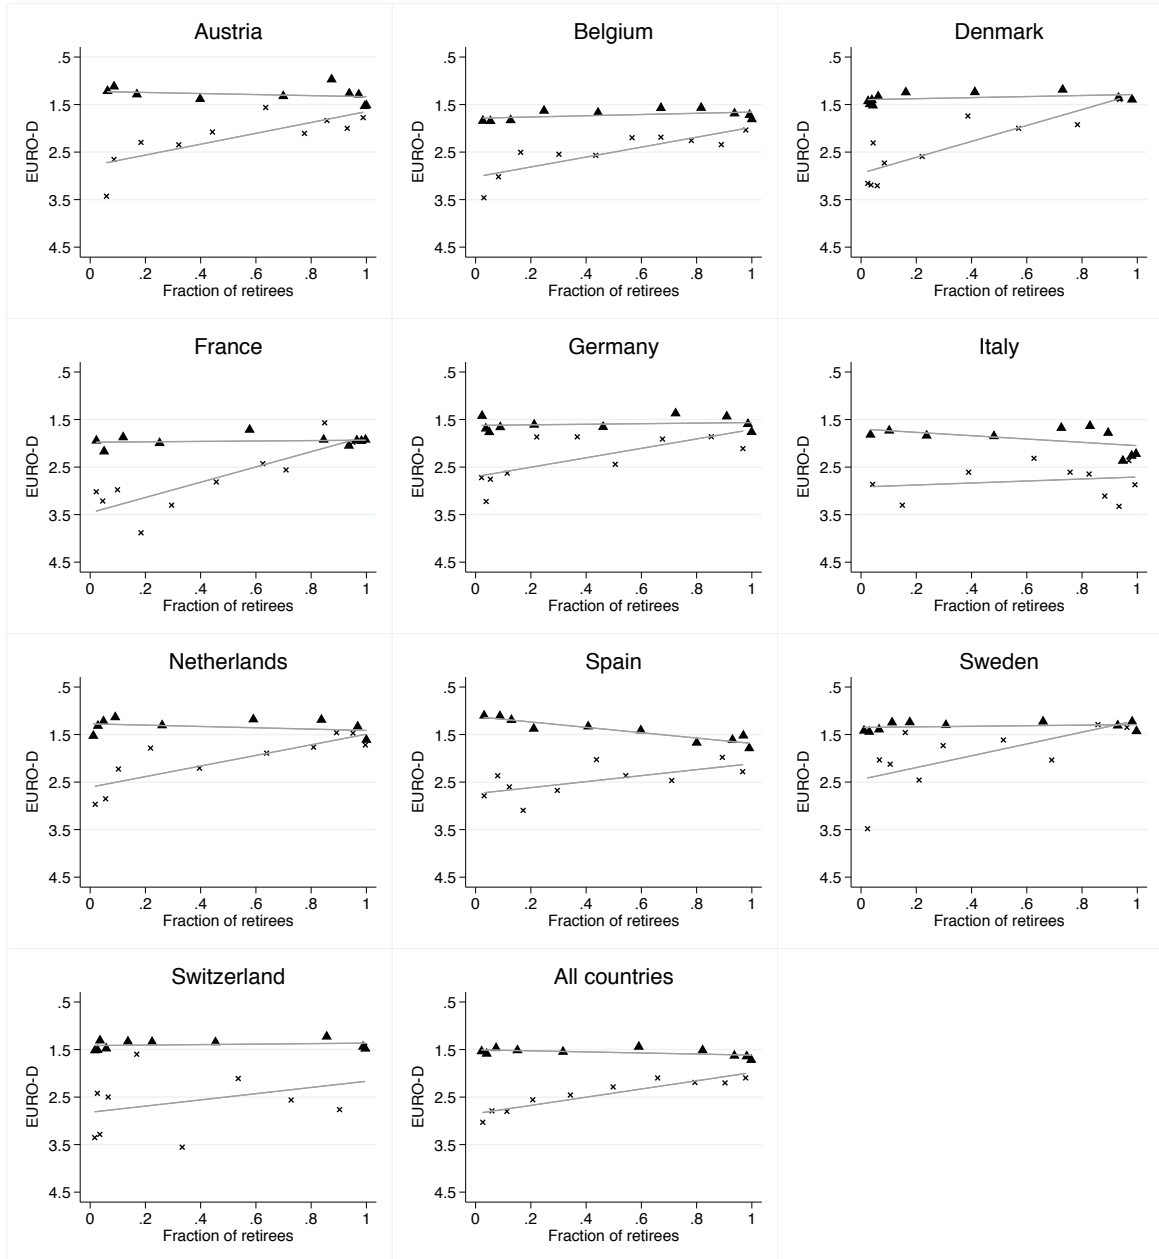 Austria
.5
1.5
2.5
3.5
4.5
EURO-D
0 .2 .4 .6 .8 1
Fraction of retirees
Belgium
.5
1.5
2.5
3.5
4.5
EURO-D
0 .2 .4 .6 .8 1
Fraction of retirees
Denmark
.5
1.5
2.5
3.5
4.5
EURO-D
0 .2 .4 .6 .8 1
Fraction of retirees
France
.5
1.5
2.5
3.5
4.5
EURO-D
0 .2 .4 .6 .8 1
Fraction of retirees
Germany
.5
1.5
2.5
3.5
4.5
EURO-D
0 .2 .4 .6 .8 1
Fraction of retirees
Italy
.5
1.5
2.5
3.5
4.5
EURO-D
0 .2 .4 .6 .8 1
Fraction of retirees
Netherlands
.5
1.5
2.5
3.5
4.5
EURO-D
0 .2 .4 .6 .8 1
Fraction of retirees
Spain
.5
1.5
2.5
3.5
4.5
EURO-D
0 .2 .4 .6 .8 1
Fraction of retirees
Sweden
.5
1.5
2.5
3.5
4.5
EURO-D
0 .2 .4 .6 .8 1
Fraction of retirees
Switzerland
.5
1.5
2.5
3.5
4.5
EURO-D
0 .2 .4 .6 .8 1
Fraction of retirees
All countries
.5
1.5
2.5
3.5
4.5
EURO-D
0 .2 .4 .6 .8 1
Fraction of retirees